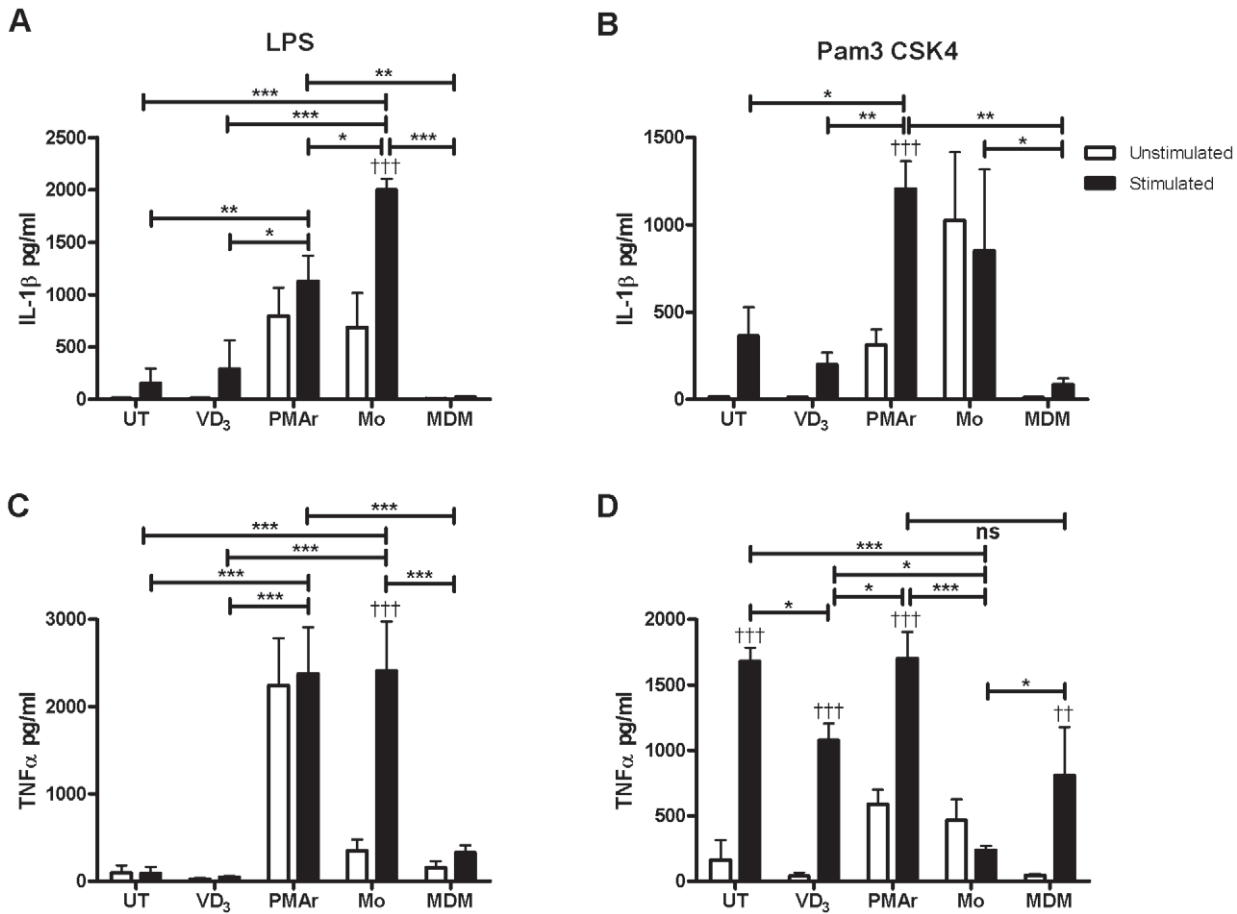 A
LPS
**
***
***
* ***
†††
**
*
2500
2000
1500
1000
500
0
IL-1β pg/ml
UT VD₃ PMAr Mo MDM
B
Pam3 CSK4
*
** **
*
†††
1500
1000
500
0
IL-1β pg/ml
UT VD₃ PMAr Mo MDM
Unstimulated
Stimulated
C
***
***
***
*** ***
***
†††
3000
2000
1000
0
TNFα pg/ml
UT VD₃ PMAr Mo MDM
D
ns
***
*
* ***
*
†††
†††
†††
*
††
2000
1500
1000
500
0
TNFα pg/ml
UT VD₃ PMAr Mo MDM